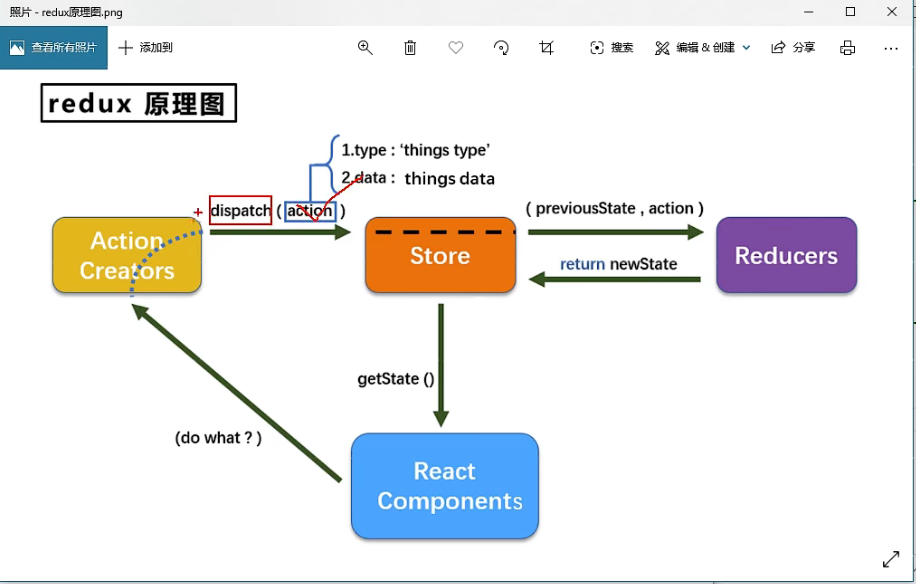 照片 - redux原理图.png
查看所有照片
添加到
搜索
编辑 & 创建
分享
redux 原理图
1.type : ‘things type’
2.data : things data
dispatch ( action )
( previousState , action )
Action
Creators
Store
Reducers
return newState
getState ()
(do what ? )
React
Components